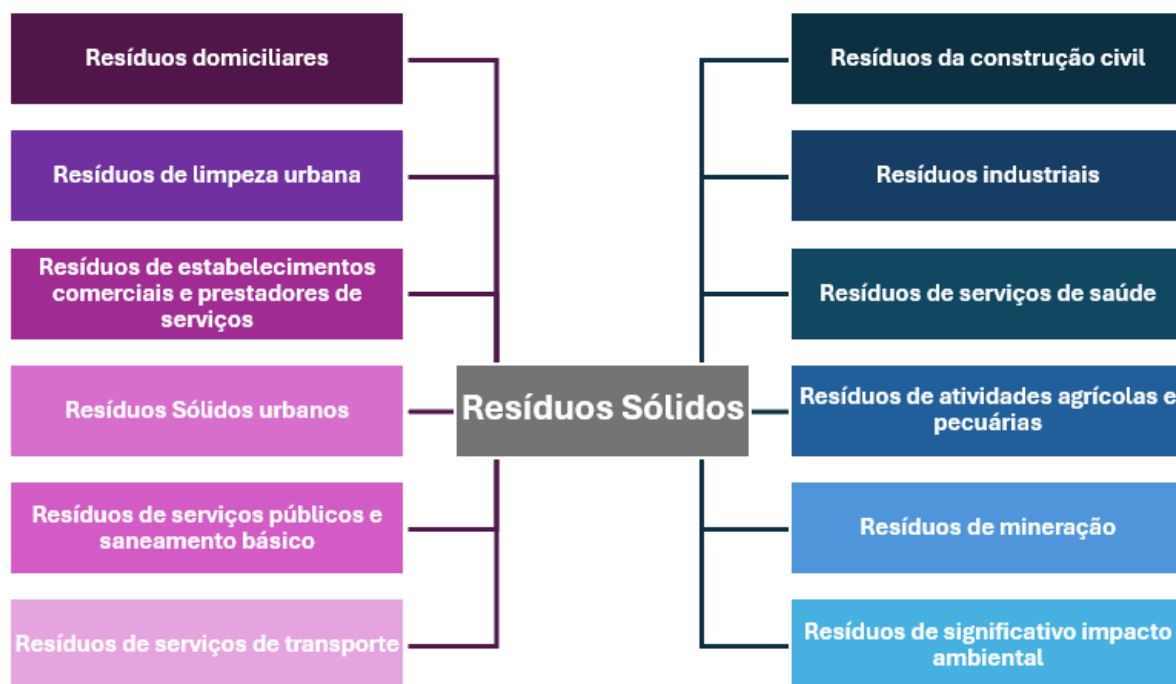 Resíduos domiciliares
Resíduos de limpeza urbana
Resíduos de estabelecimentos
comerciais e prestadores de
serviços
Resíduos Sólidos urbanos
Resíduos de serviços públicos e
saneamento básico
Resíduos de serviços de transporte
Resíduos Sólidos
Resíduos da construção civil
Resíduos industriais
Resíduos de serviços de saúde
Resíduos de atividades agrícolas e
pecuárias
Resíduos de mineração
Resíduos de significativo impacto
ambiental